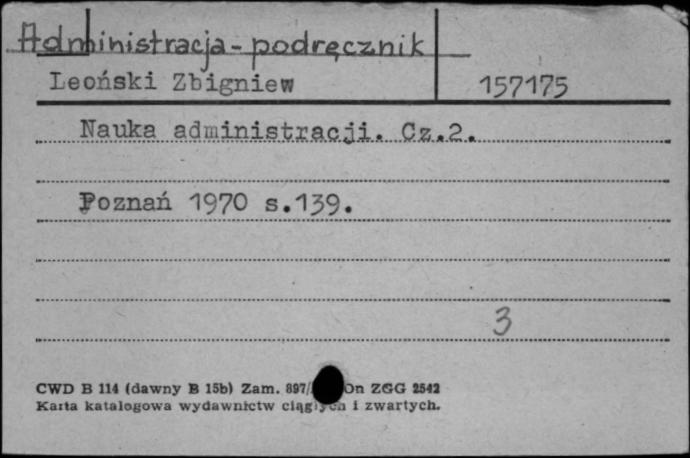 Administracja - podręcznik
Leoński Zbigniew 157175
Nauka administracji. Cz.2.
Poznań 1970 s.139.
3
CWD B 114 (dawny B 15b) Zam. 897/ On ZGG 2542
Karta katalogowa wydawnictw ciągłych i zwartych.